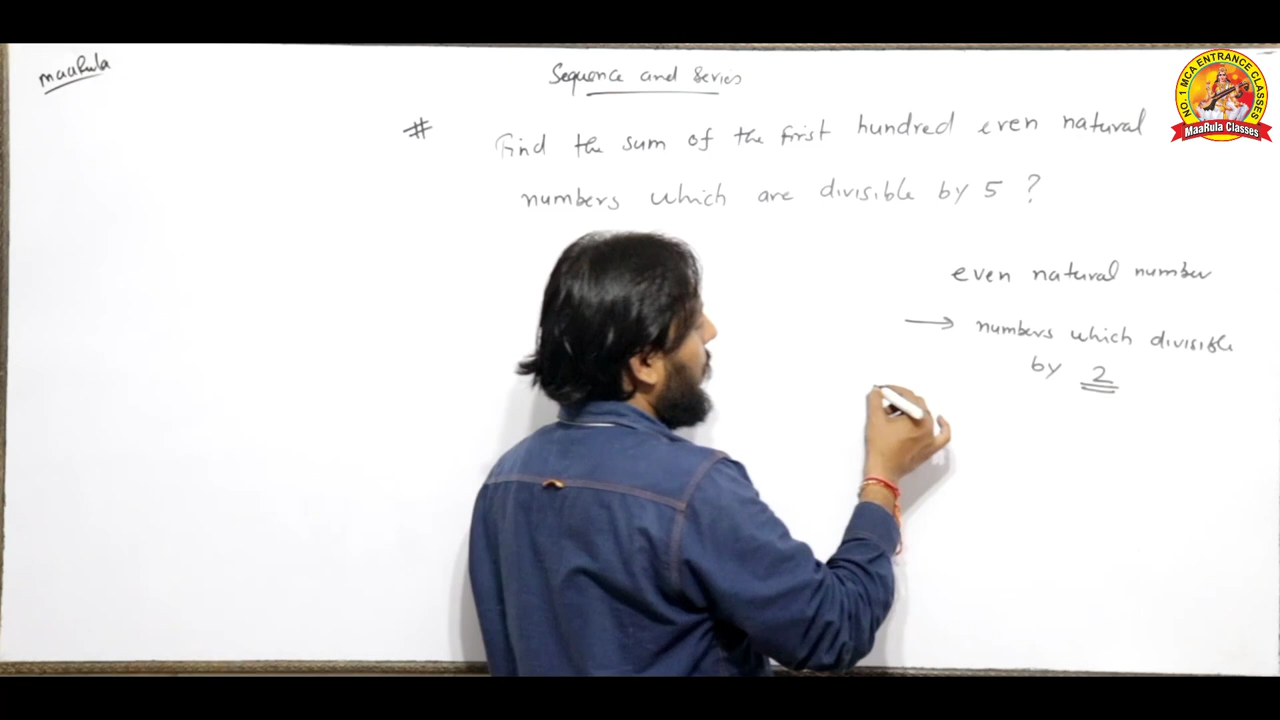 maaRula
Sequence and Series
NO. 1 MCA ENTRANCE CLASSES
MaaRula Classes
# Find the sum of the first hundred even natural
numbers which are divisible by 5 ?
even natural number
→ numbers which divisible
by 2